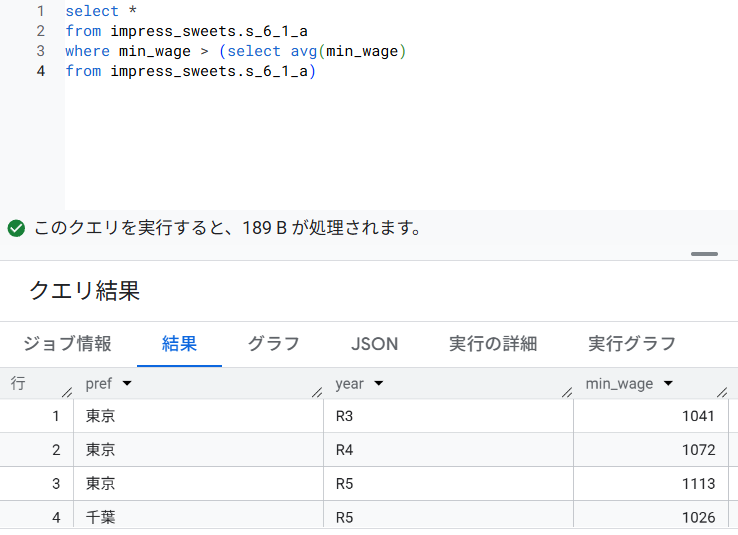 1 select *
2 from impress_sweets.s_6_1_a
3 where min_wage > (select avg(min_wage)
4 from impress_sweets.s_6_1_a)
このクエリを実行すると、189 B が処理されます。
クエリ結果
ジョブ情報 結果 グラフ JSON 実行の詳細 実行グラフ
行 pref year min_wage
1 東京 R3 1041
2 東京 R4 1072
3 東京 R5 1113
4 千葉 R5 1026